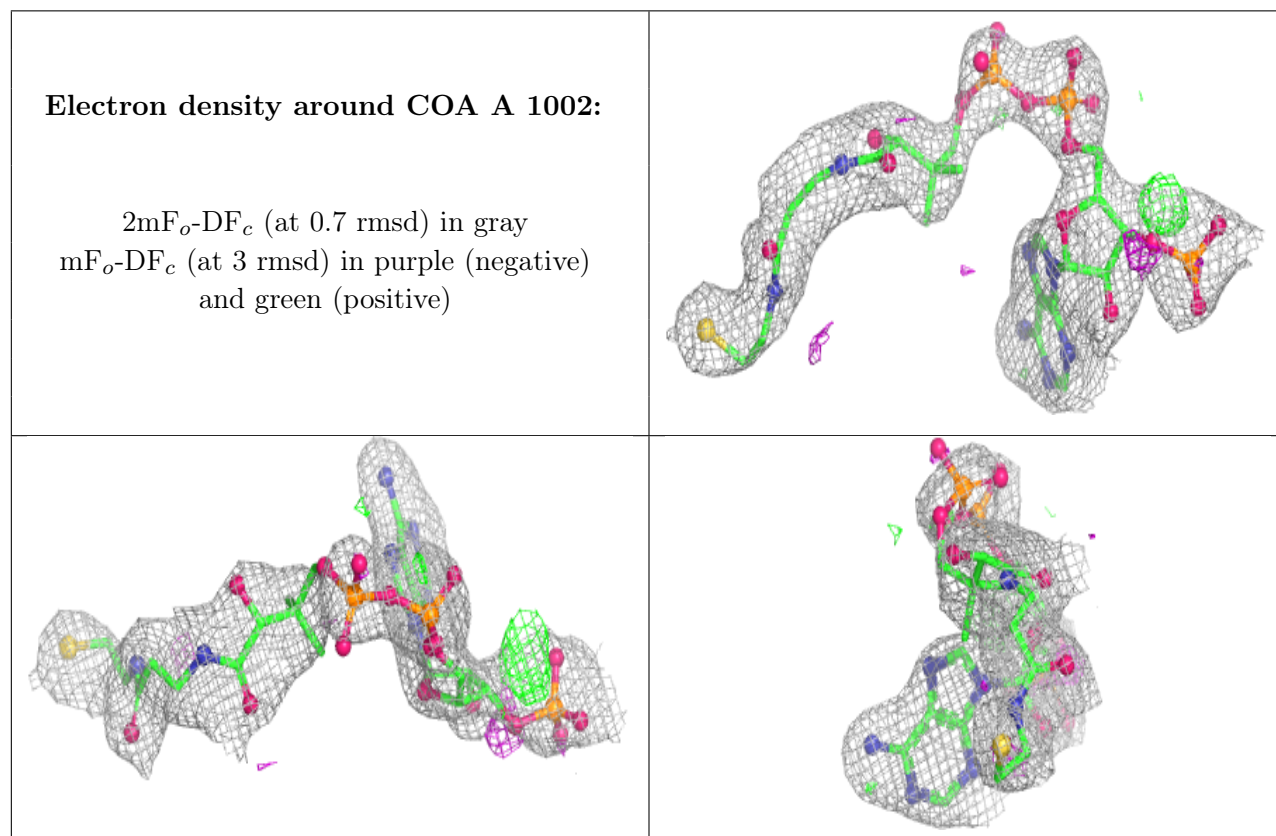 Electron density around COA A 1002:
2mFo-DFc (at 0.7 rmsd) in gray
mFo-DFc (at 3 rmsd) in purple (negative)
and green (positive)